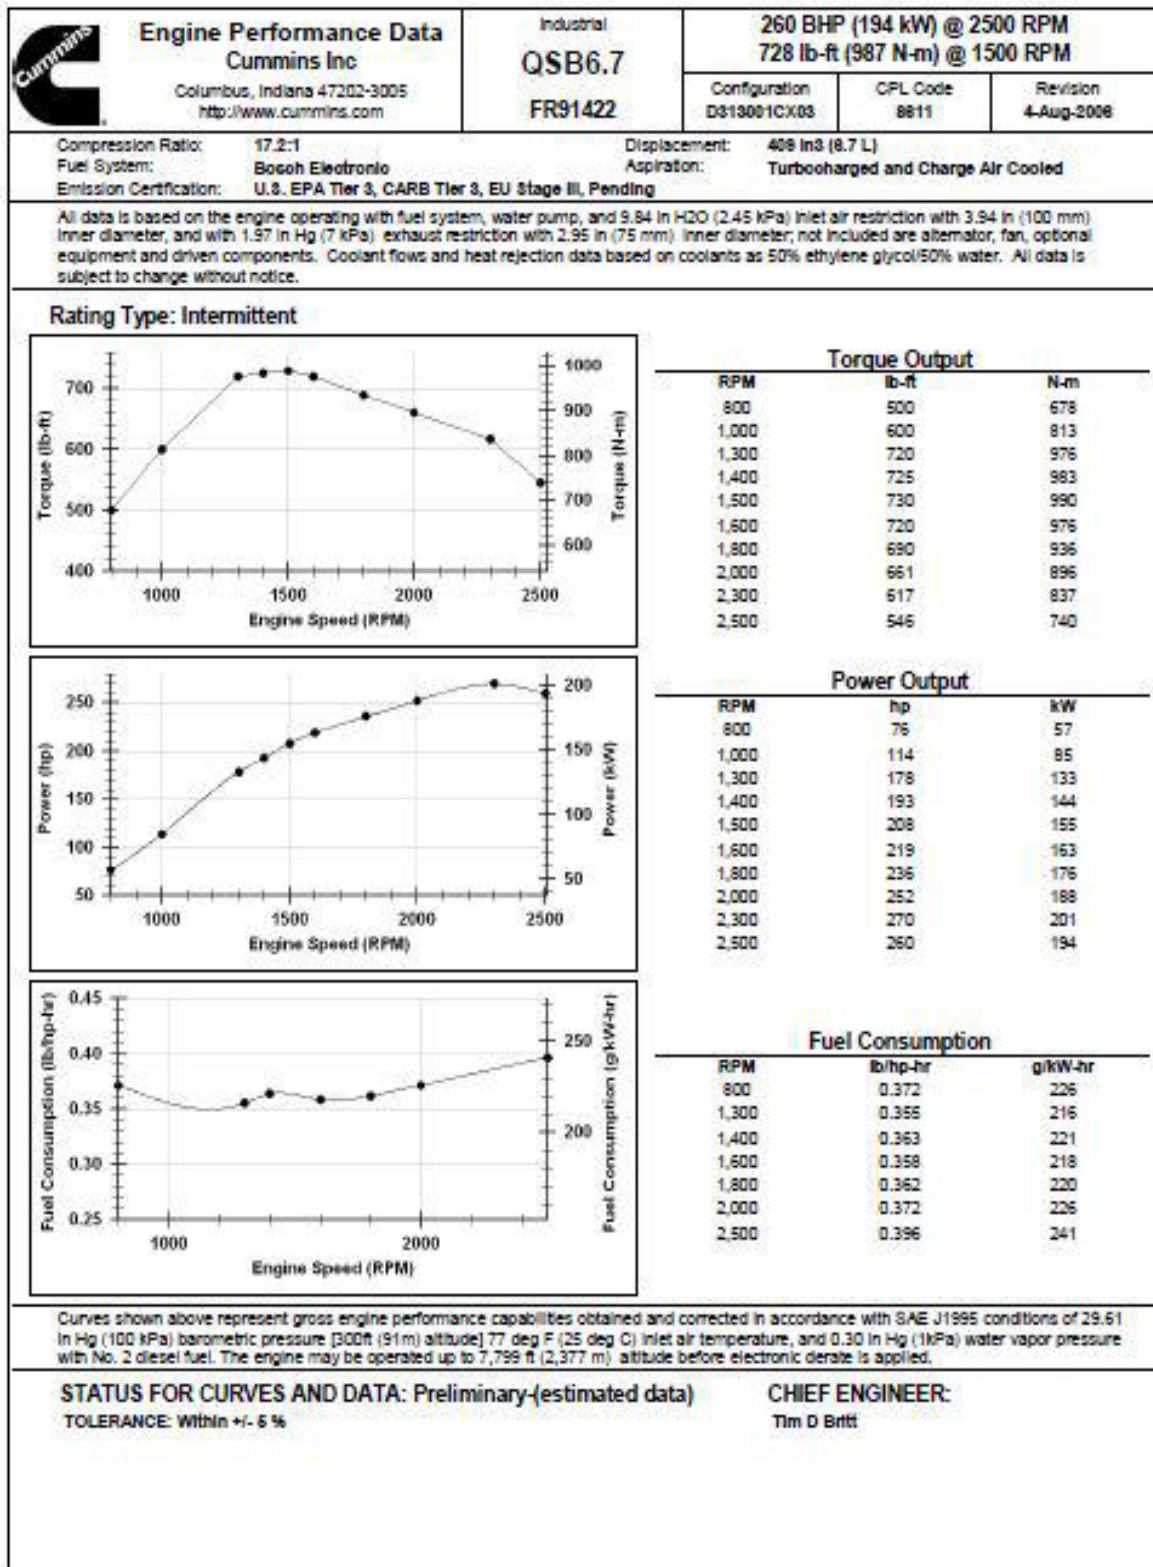 Cummins
Engine Performance Data
Cummins Inc
Columbus, Indiana 47202-3005
http://www.cummins.com
Industrial
QSB6.7
FR91422
260 BHP (194 kW) @ 2500 RPM
728 lb-ft (987 N-m) @ 1500 RPM
Configuration
D313001CX03
CPL Code
8611
Revision
4-Aug-2006
Compression Ratio: 17.2:1
Displacement: 409 in3 (6.7 L)
Fuel System: Bosch Electronic
Aspiration: Turbocharged and Charge Air Cooled
Emission Certification: U.S. EPA Tier 3, CARB Tier 3, EU Stage III, Pending
All data is based on the engine operating with fuel system, water pump, and 9.84 in H2O (2.45 kPa) inlet air restriction with 3.94 in (100 mm)
inner diameter, and with 1.97 in Hg (7 kPa) exhaust restriction with 2.95 in (75 mm) inner diameter; not included are alternator, fan, optional
equipment and driven components. Coolant flows and heat rejection data based on coolants as 50% ethylene glycol/50% water. All data is
subject to change without notice.
Rating Type: Intermittent
Torque (lb-ft)
700
600
500
400
1000
900
800
700
600
Torque (N-m)
1000 1500 2000 2500
Engine Speed (RPM)
Torque Output
RPM lb-ft N-m
800 500 678
1,000 600 813
1,300 720 976
1,400 725 983
1,500 730 990
1,600 720 976
1,800 690 936
2,000 661 896
2,300 617 837
2,500 546 740
Power (hp)
250
200
150
100
50
200
150
100
50
Power (kW)
1000 1500 2000 2500
Engine Speed (RPM)
Power Output
RPM hp kW
800 76 57
1,000 114 85
1,300 178 133
1,400 193 144
1,500 208 155
1,600 219 163
1,800 236 176
2,000 252 188
2,300 270 201
2,500 260 194
Fuel Consumption (lb/hp-hr)
0.45
0.40
0.35
0.30
0.25
250
200
Fuel Consumption (g/kW-hr)
1000 2000
Engine Speed (RPM)
Fuel Consumption
RPM lb/hp-hr g/kW-hr
800 0.372 226
1,300 0.355 216
1,400 0.363 221
1,600 0.358 218
1,800 0.362 220
2,000 0.372 226
2,500 0.396 241
Curves shown above represent gross engine performance capabilities obtained and corrected in accordance with SAE J1995 conditions of 29.61
in Hg (100 kPa) barometric pressure [300ft (91m) altitude] 77 deg F (25 deg C) inlet air temperature, and 0.30 in Hg (1kPa) water vapor pressure
with No. 2 diesel fuel. The engine may be operated up to 7,799 ft (2,377 m) altitude before electronic derate is applied.
STATUS FOR CURVES AND DATA: Preliminary-(estimated data)
TOLERANCE: Within +/- 5 %
CHIEF ENGINEER:
Tim D Britt